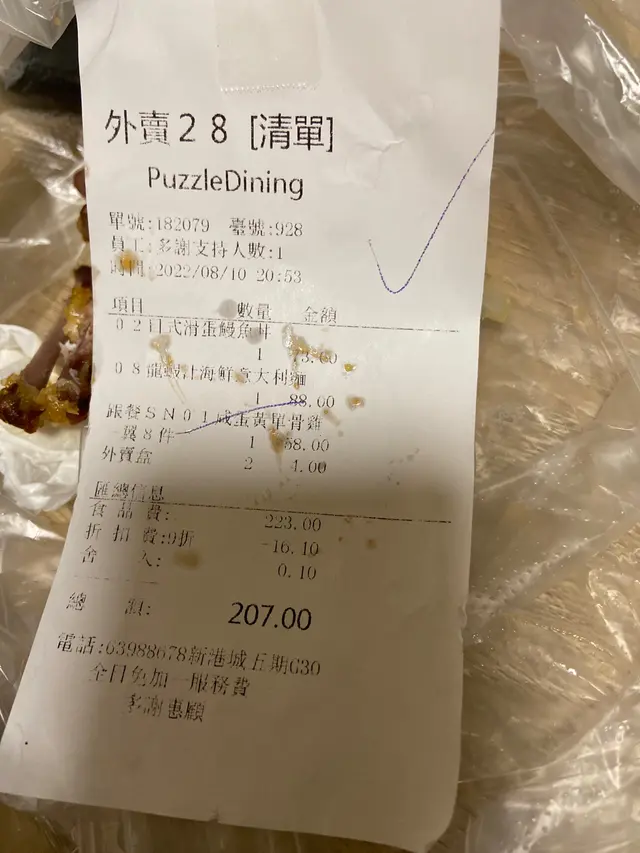 外賣28 [清單]
PuzzleDining
單號:182079 臺號:928
員工:多謝支持人數:1
時間:2022/08/10 20:53
項目 數量 金額
02日式滑蛋鰻魚丼
1 73.00
08龍蝦汁海鮮意大利麵
1 88.00
跟餐SN01咸蛋黃單骨雞
翼8件 1 58.00
外賣盒 2 4.00
匯總信息
食品費: 223.00
折扣費:9折 -16.10
舍入: 0.10
總額: 207.00
電話:63988678新港城五期G30
全日免加一服務費
多謝惠顧